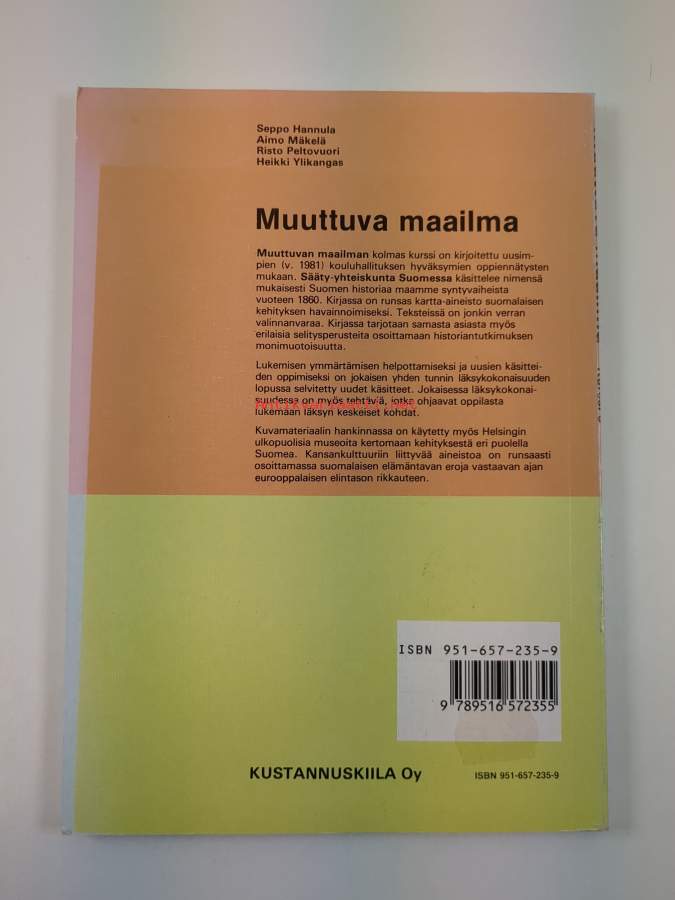 Seppo Hannula
Aimo Mäkelä
Risto Peltovuori
Heikki Ylikangas
Muuttuva maailma
Muuttuvan maailman kolmas kurssi on kirjoitettu uusim-
pien (v. 1981) kouluhallituksen hyväksymien oppiennätysten
mukaan. Sääty-yhteiskunta Suomessa käsittelee nimensä
mukaisesti Suomen historiaa maamme syntyvaiheista
vuoteen 1860. Kirjassa on runsas kartta-aineisto suomalaisen
kehityksen havainnoimiseksi. Teksteissä on jonkin verran
valinnanvaraa. Kirjassa tarjotaan samasta asiasta myös
erilaisia selitysperusteita osoittamaan historiantutkimuksen
monimuotoisuutta.
Lukemisen ymmärtämisen helpottamiseksi ja uusien käsittei-
den oppimiseksi on jokaisen yhden tunnin läksykokonaisuuden
lopussa selvitetty uudet käsitteet. Jokaisessa läksykokonai-
suudessa on myös tehtäviä, jotka ohjaavat oppilasta
lukemaan läksyn keskeiset kohdat.
Kuvamateriaalin hankinnassa on käytetty myös Helsingin
ulkopuolisia museoita kertomaan kehityksestä eri puolella
Suomea. Kansankulttuuriin liittyvää aineistoa on runsaasti
osoittamassa suomalaisen elämäntavan eroja vastaavan ajan
eurooppalaisen elintason rikkauteen.
ISBN 951-657-235-9
9 789516 572355
KUSTANNUSKIILA Oy
ISBN 951-657-235-9